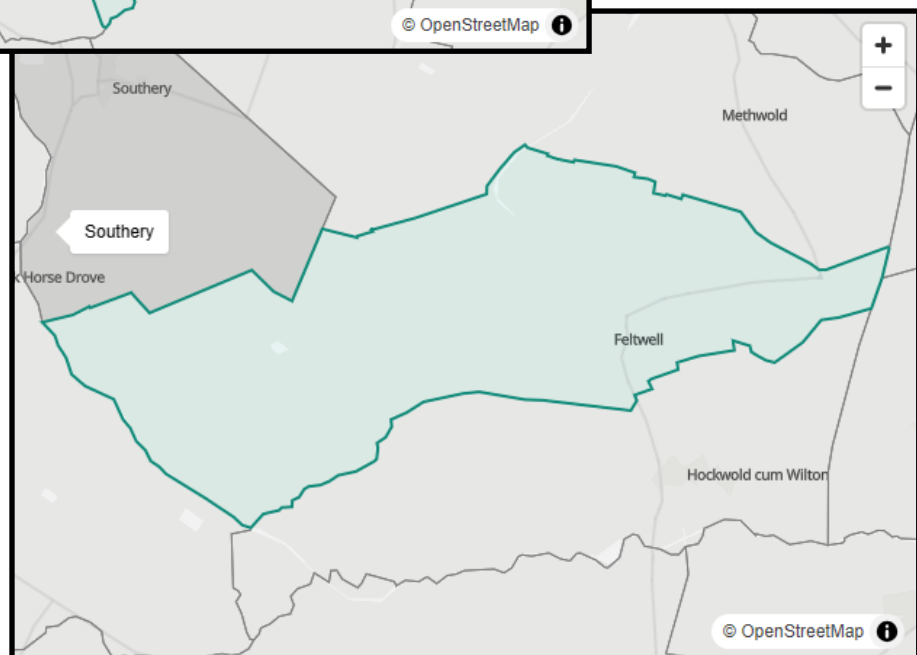 © OpenStreetMap
+
−
Southery
Methwold
Southery
k Horse Drove
Feltwell
Hockwold cum Wilton
© OpenStreetMap